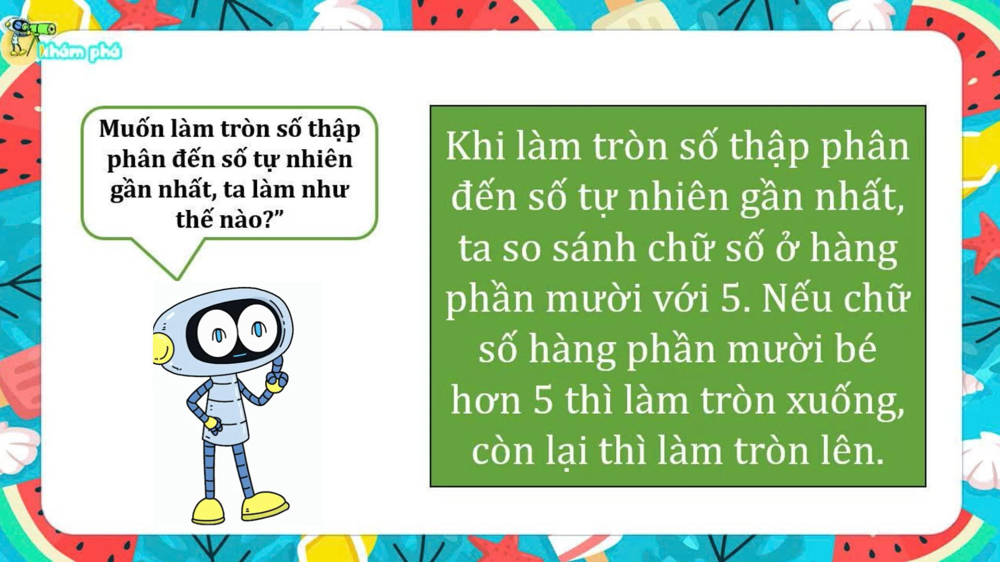 Khám phá
Muốn làm tròn số thập
phân đến số tự nhiên
gần nhất, ta làm như
thế nào?”
Khi làm tròn số thập phân
đến số tự nhiên gần nhất,
ta so sánh chữ số ở hàng
phần mười với 5. Nếu chữ
số hàng phần mười bé
hơn 5 thì làm tròn xuống,
còn lại thì làm tròn lên.